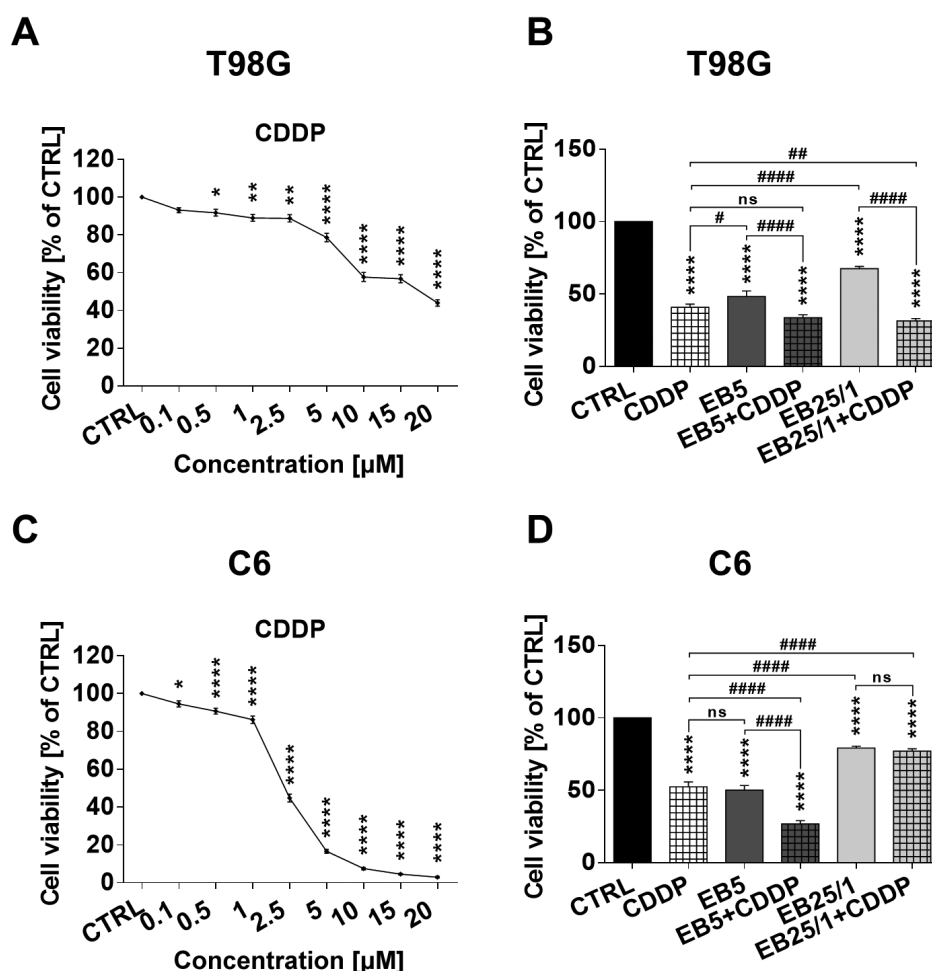 A
T98G
CDDP
Cell viability [% of CTRL]
120
100
80
60
40
20
0
*
**
**
****
****
****
****
CTRL
0.1
0.5
1
2.5
5
10
15
20
Concentration [µM]
B
T98G
Cell viability [% of CTRL]
150
100
50
0
##
####
ns
####
#
####
****
****
****
****
****
CTRL
CDDP
EB5
EB5+CDDP
EB25/1
EB25/1+CDDP
C
C6
CDDP
Cell viability [% of CTRL]
120
100
80
60
40
20
0
*
****
****
****
****
****
****
****
CTRL
0.1
0.5
1
2.5
5
10
15
20
Concentration [µM]
D
C6
Cell viability [% of CTRL]
150
100
50
0
####
####
ns
####
ns
####
****
****
****
****
****
CTRL
CDDP
EB5
EB5+CDDP
EB25/1
EB25/1+CDDP